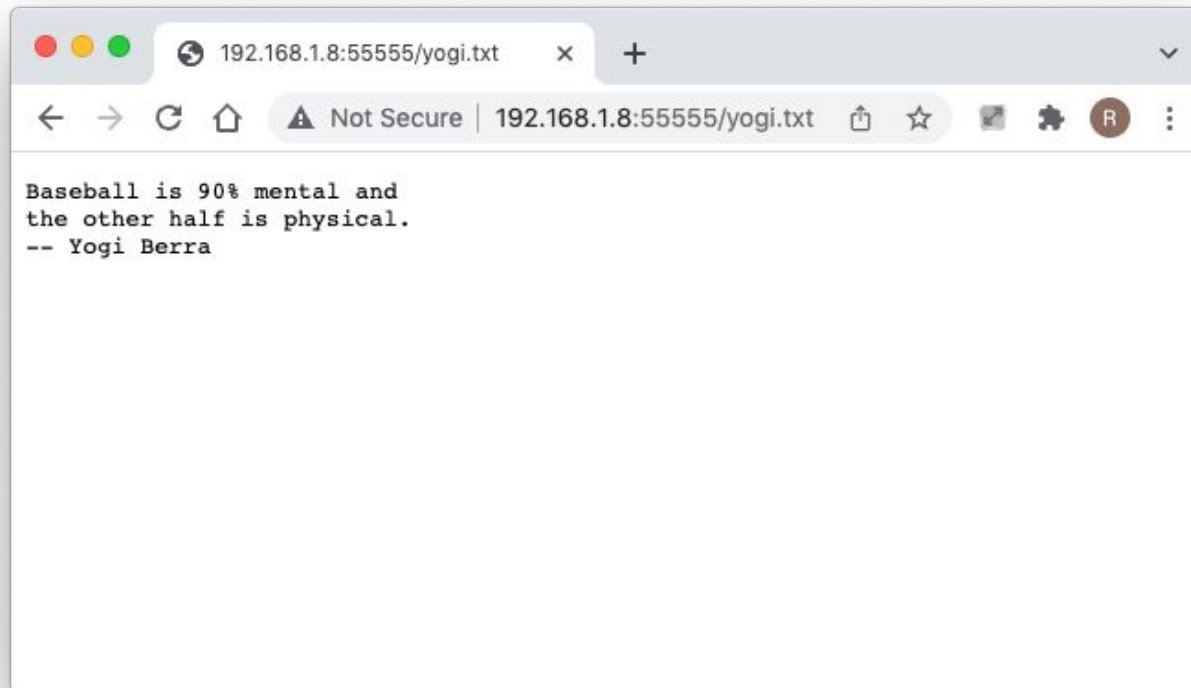 192.168.1.8:55555/yogi.txt
Not Secure | 192.168.1.8:55555/yogi.txt
R
Baseball is 90% mental and
the other half is physical.
-- Yogi Berra